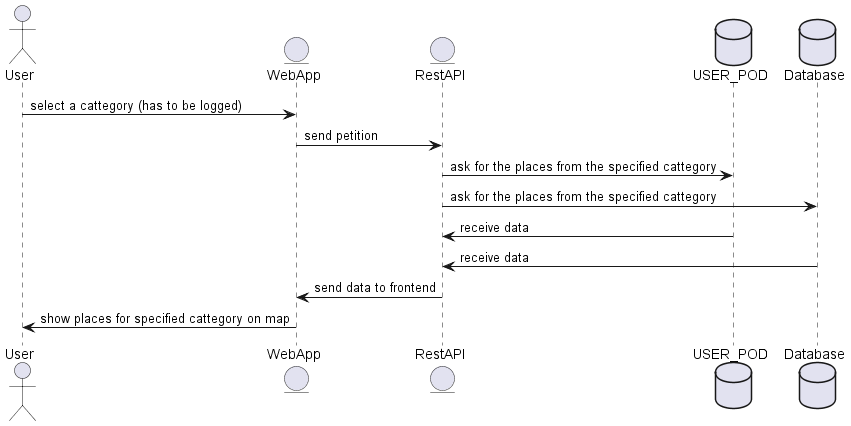 User
WebApp
RestAPI
USER_POD
Database
select a cattegory (has to be logged)
send petition
ask for the places from the specified cattegory
ask for the places from the specified cattegory
receive data
receive data
send data to frontend
show places for specified cattegory on map
User
WebApp
RestAPI
USER_POD
Database